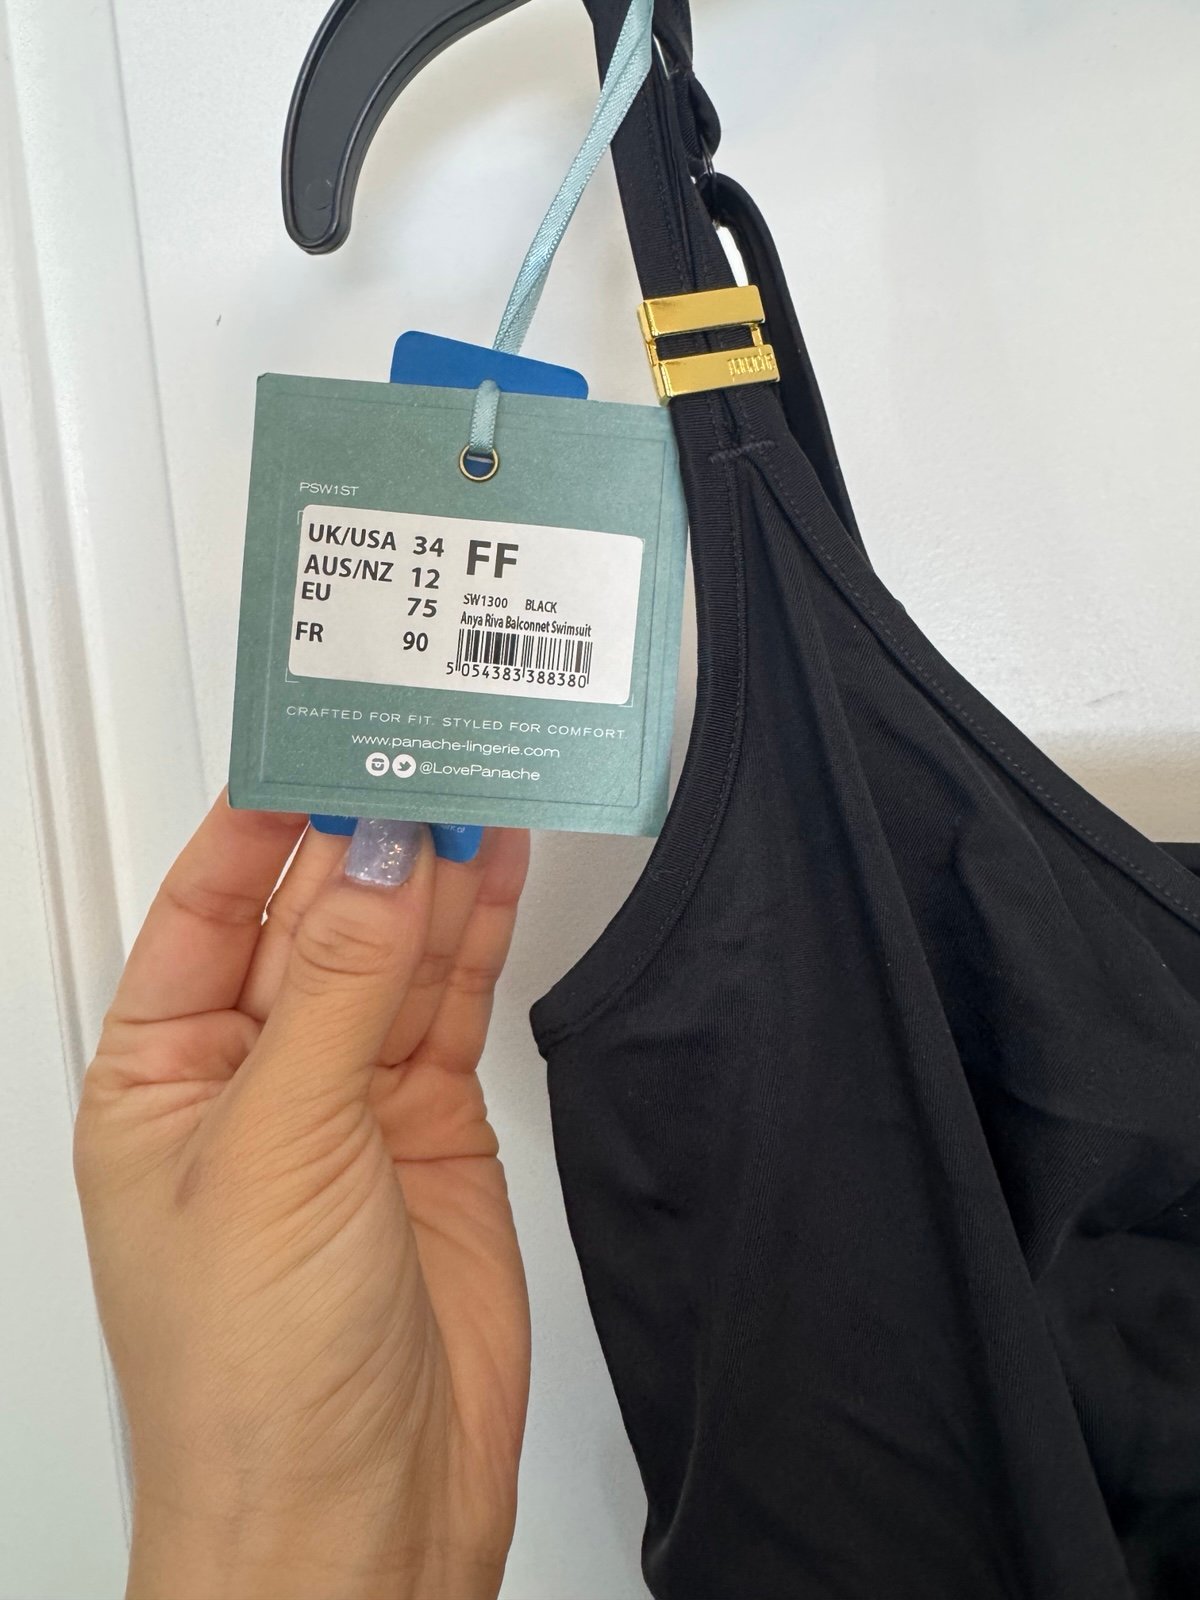 PANACHE
PSW1ST
UK/USA 34 FF
AUS/NZ 12
EU 75
FR 90
SW1300 BLACK
Anya Riva Balconnet Swimsuit
5 054383 388380
CRAFTED FOR FIT. STYLED FOR COMFORT.
www.panache-lingerie.com
@LovePanache